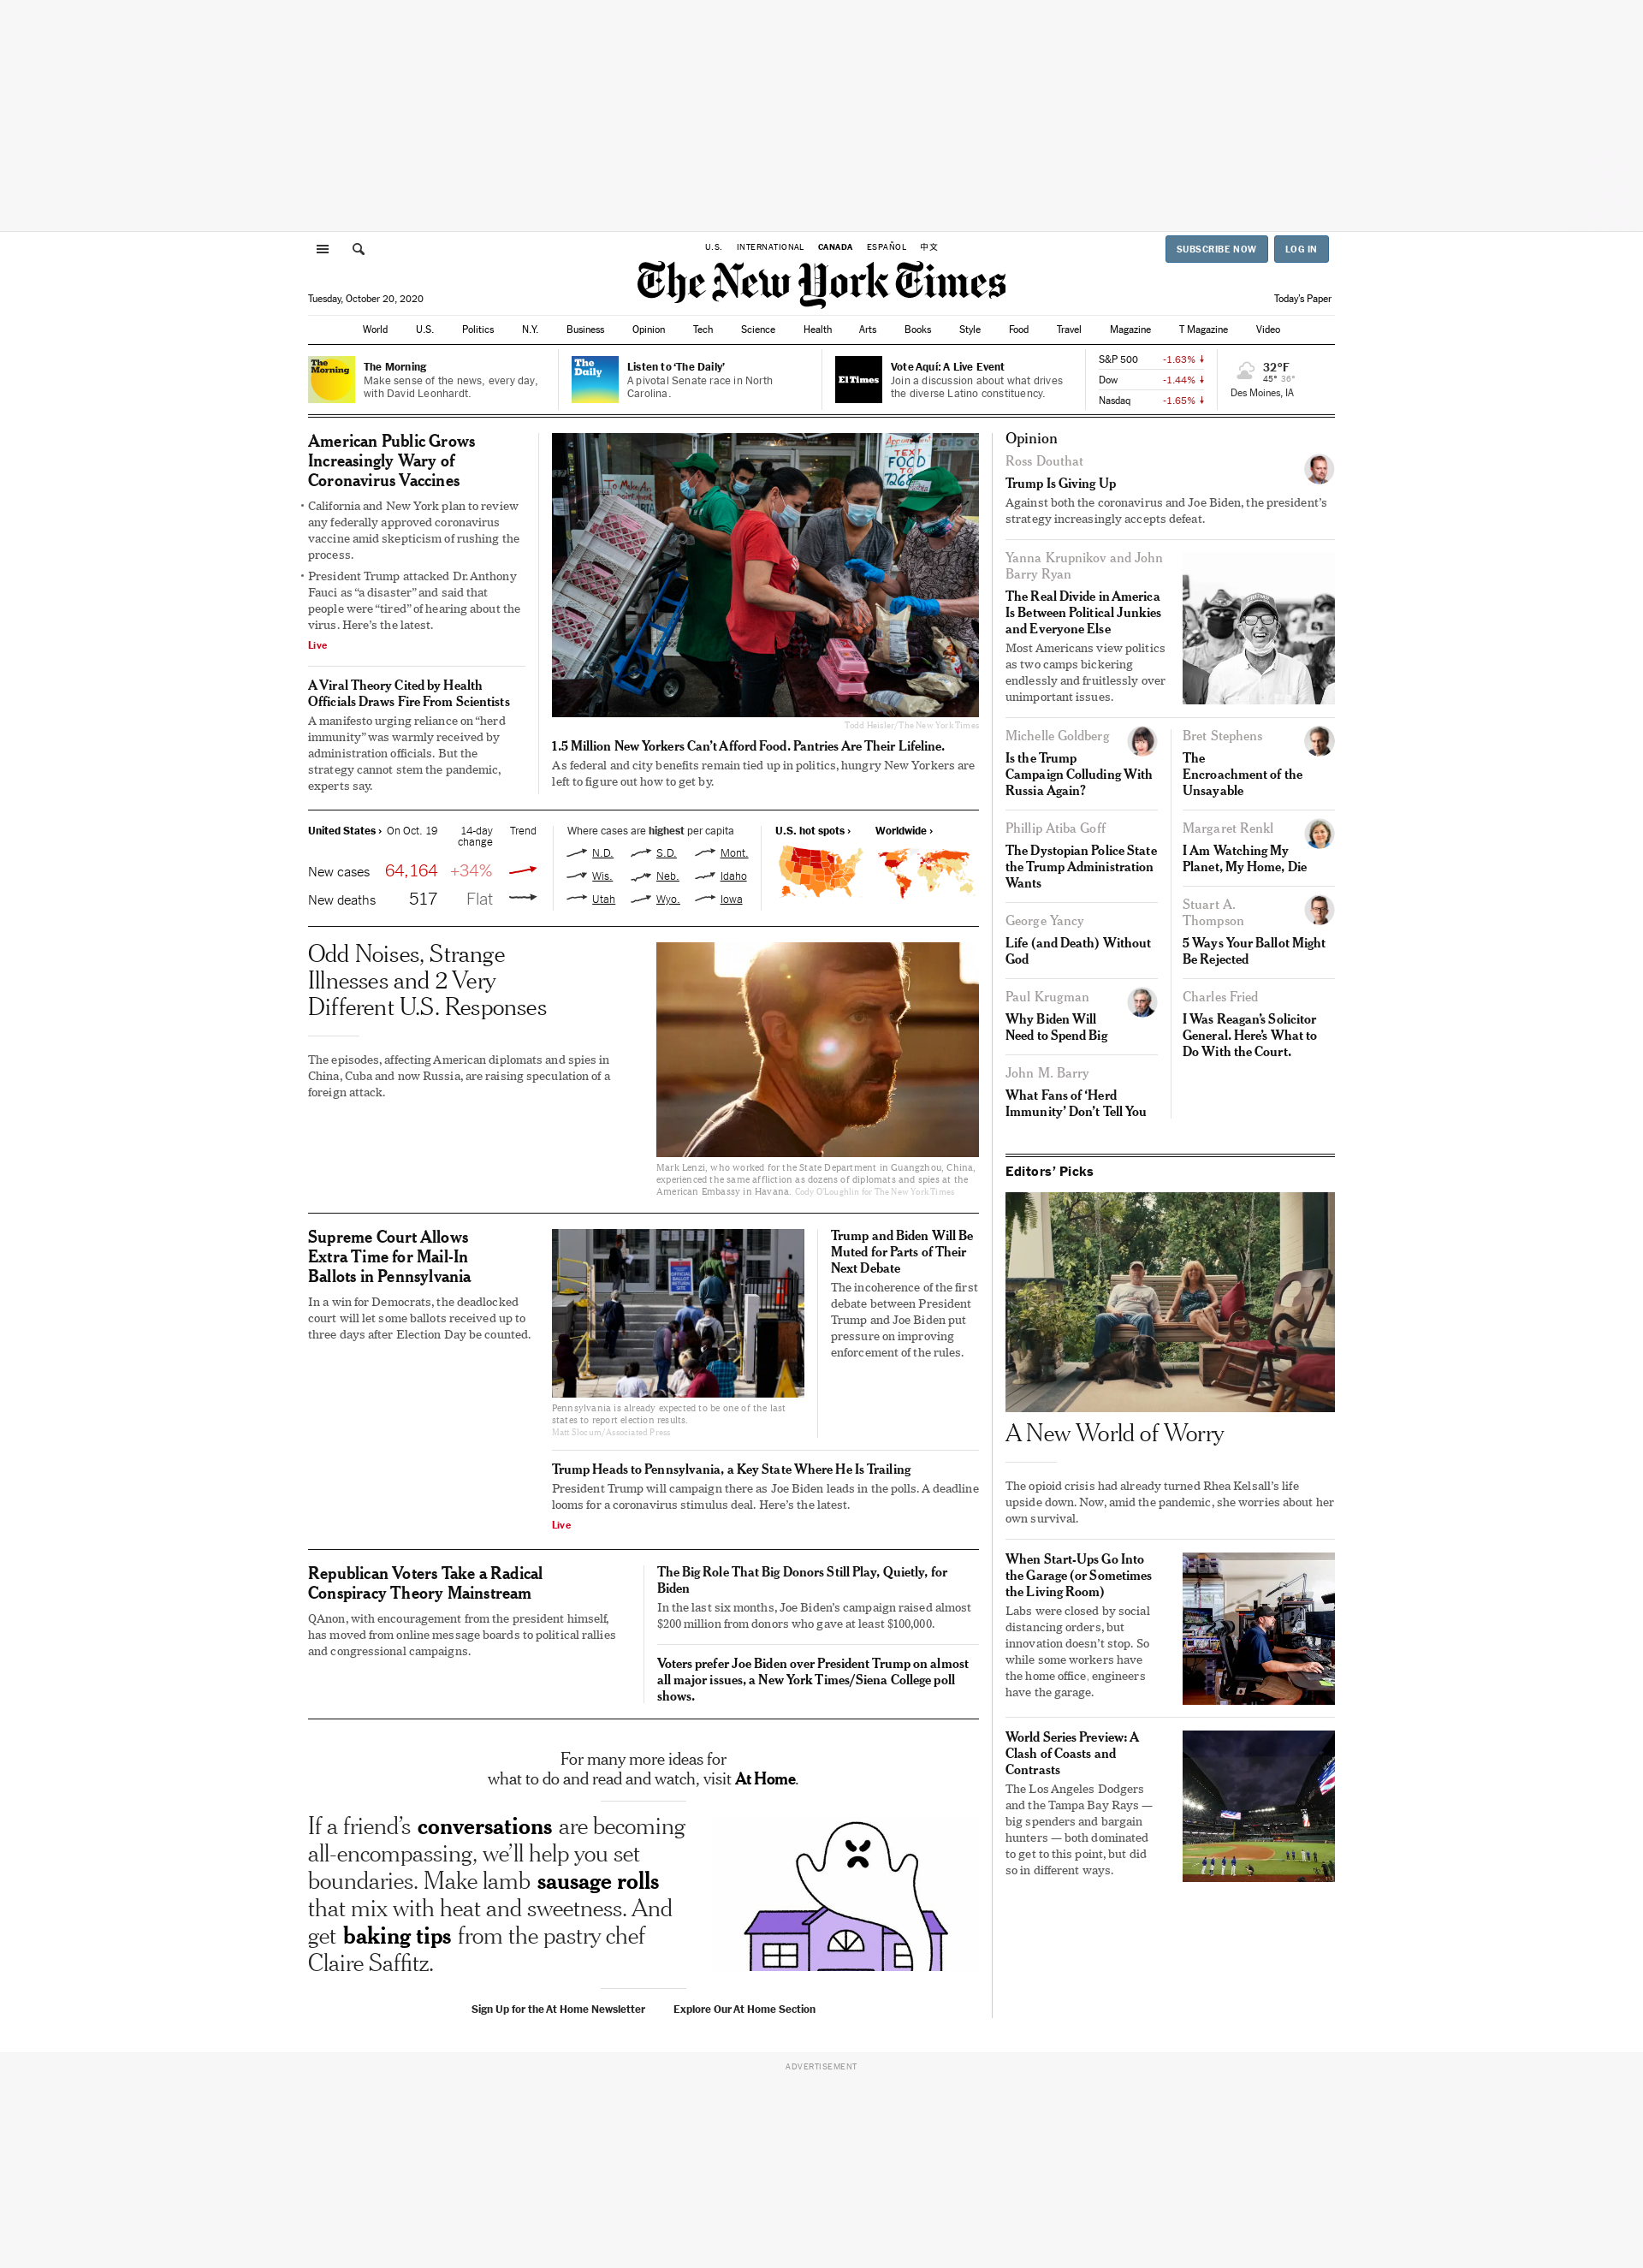 U.S. INTERNATIONAL CANADA ESPAÑOL 中文
SUBSCRIBE NOW LOG IN
The New York Times
Tuesday, October 20, 2020
Today's Paper
World U.S. Politics N.Y. Business Opinion Tech Science Health Arts Books Style Food Travel Magazine T Magazine Video
The Morning
The Morning
Make sense of the news, every day,
with David Leonhardt.
The Daily
Listen to ‘The Daily’
A pivotal Senate race in North
Carolina.
El Times
Vote Aquí: A Live Event
Join a discussion about what drives
the diverse Latino constituency.
S&P 500 -1.63% ↓
Dow -1.44% ↓
Nasdaq -1.65% ↓
32°F
45° 36°
Des Moines, IA
American Public Grows
Increasingly Wary of
Coronavirus Vaccines
• California and New York plan to review
any federally approved coronavirus
vaccine amid skepticism of rushing the
process.
• President Trump attacked Dr. Anthony
Fauci as “a disaster” and said that
people were “tired” of hearing about the
virus. Here’s the latest.
Live
A Viral Theory Cited by Health
Officials Draws Fire From Scientists
A manifesto urging reliance on “herd
immunity” was warmly received by
administration officials. But the
strategy cannot stem the pandemic,
experts say.
TEXT
FOOD
Todd Heisler/The New York Times
1.5 Million New Yorkers Can’t Afford Food. Pantries Are Their Lifeline.
As federal and city benefits remain tied up in politics, hungry New Yorkers are
left to figure out how to get by.
United States › On Oct. 19 14-day change Trend
New cases 64,164 +34%
New deaths 517 Flat
Where cases are highest per capita
N.D. S.D. Mont.
Wis. Neb. Idaho
Utah Wyo. Iowa
U.S. hot spots › Worldwide ›
Odd Noises, Strange
Illnesses and 2 Very
Different U.S. Responses
The episodes, affecting American diplomats and spies in
China, Cuba and now Russia, are raising speculation of a
foreign attack.
Mark Lenzi, who worked for the State Department in Guangzhou, China,
experienced the same affliction as dozens of diplomats and spies at the
American Embassy in Havana. Cody O’Loughlin for The New York Times
Supreme Court Allows
Extra Time for Mail-In
Ballots in Pennsylvania
In a win for Democrats, the deadlocked
court will let some ballots received up to
three days after Election Day be counted.
OFFICIAL
BALLOT
RETURN
SITE
Pennsylvania is already expected to be one of the last
states to report election results.
Matt Slocum/Associated Press
Trump and Biden Will Be
Muted for Parts of Their
Next Debate
The incoherence of the first
debate between President
Trump and Joe Biden put
pressure on improving
enforcement of the rules.
Trump Heads to Pennsylvania, a Key State Where He Is Trailing
President Trump will campaign there as Joe Biden leads in the polls. A deadline
looms for a coronavirus stimulus deal. Here’s the latest.
Live
Republican Voters Take a Radical
Conspiracy Theory Mainstream
QAnon, with encouragement from the president himself,
has moved from online message boards to political rallies
and congressional campaigns.
The Big Role That Big Donors Still Play, Quietly, for
Biden
In the last six months, Joe Biden’s campaign raised almost
$200 million from donors who gave at least $100,000.
Voters prefer Joe Biden over President Trump on almost
all major issues, a New York Times/Siena College poll
shows.
For many more ideas for
what to do and read and watch, visit At Home.
If a friend’s conversations are becoming
all-encompassing, we’ll help you set
boundaries. Make lamb sausage rolls
that mix with heat and sweetness. And
get baking tips from the pastry chef
Claire Saffitz.
Sign Up for the At Home Newsletter Explore Our At Home Section
Opinion
Ross Douthat
Trump Is Giving Up
Against both the coronavirus and Joe Biden, the president’s
strategy increasingly accepts defeat.
Yanna Krupnikov and John
Barry Ryan
The Real Divide in America
Is Between Political Junkies
and Everyone Else
Most Americans view politics
as two camps bickering
endlessly and fruitlessly over
unimportant issues.
Michelle Goldberg
Is the Trump
Campaign Colluding With
Russia Again?
Phillip Atiba Goff
The Dystopian Police State
the Trump Administration
Wants
George Yancy
Life (and Death) Without
God
Paul Krugman
Why Biden Will
Need to Spend Big
John M. Barry
What Fans of ‘Herd
Immunity’ Don’t Tell You
Bret Stephens
The
Encroachment of the
Unsayable
Margaret Renkl
I Am Watching My
Planet, My Home, Die
Stuart A.
Thompson
5 Ways Your Ballot Might
Be Rejected
Charles Fried
I Was Reagan’s Solicitor
General. Here’s What to
Do With the Court.
Editors’ Picks
A New World of Worry
The opioid crisis had already turned Rhea Kelsall’s life
upside down. Now, amid the pandemic, she worries about her
own survival.
When Start-Ups Go Into
the Garage (or Sometimes
the Living Room)
Labs were closed by social
distancing orders, but
innovation doesn’t stop. So
while some workers have
the home office, engineers
have the garage.
World Series Preview: A
Clash of Coasts and
Contrasts
The Los Angeles Dodgers
and the Tampa Bay Rays —
big spenders and bargain
hunters — both dominated
to get to this point, but did
so in different ways.
ADVERTISEMENT